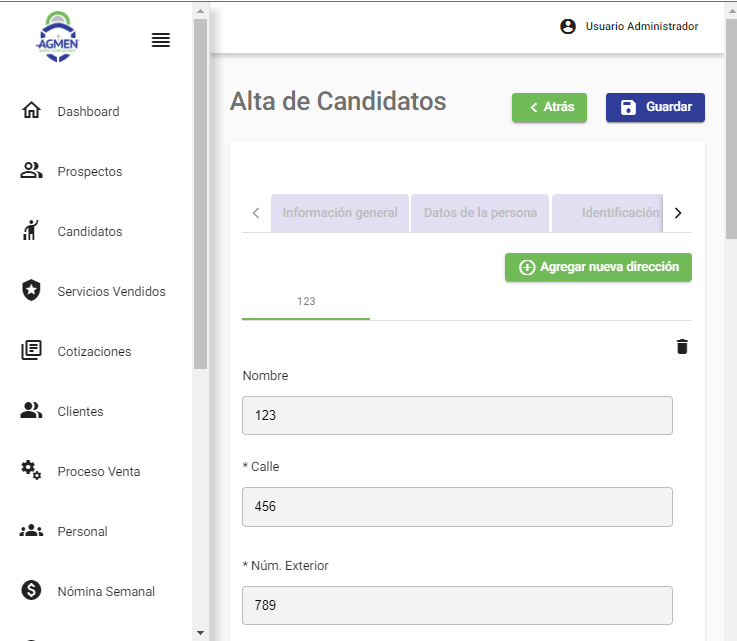 AGMEN
Usuario Administrador
Dashboard
Prospectos
Candidatos
Servicios Vendidos
Cotizaciones
Clientes
Proceso Venta
Personal
Nómina Semanal
Alta de Candidatos
Atrás
Guardar
Información general
Datos de la persona
Identificación
Agregar nueva dirección
123
Nombre
123
* Calle
456
* Núm. Exterior
789